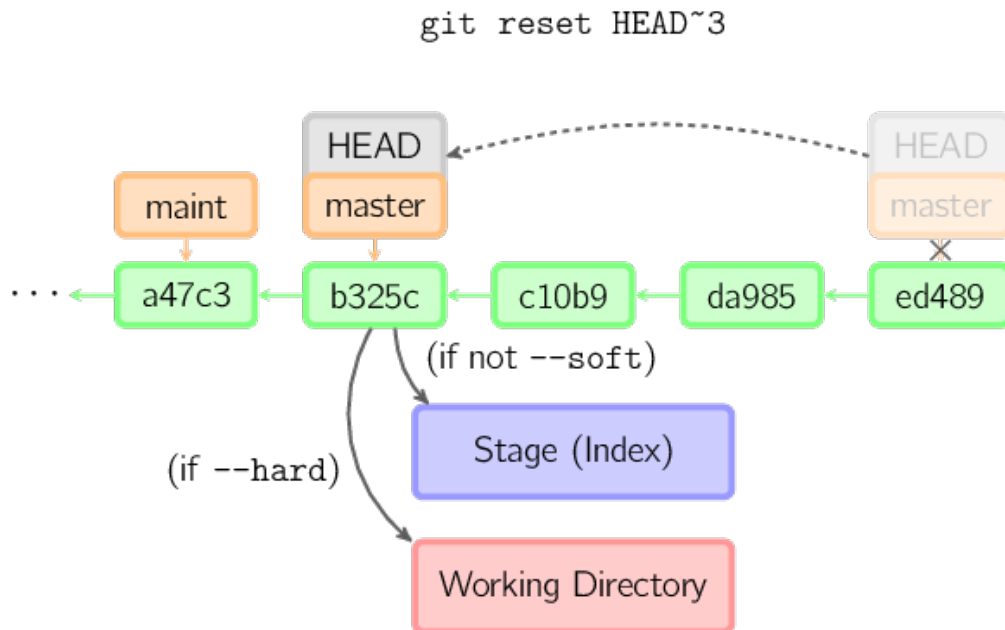 git reset HEAD~3
HEAD
HEAD
maint
master
master
...
a47c3
b325c
c10b9
da985
ed489
(if not --soft)
Stage (Index)
(if --hard)
Working Directory